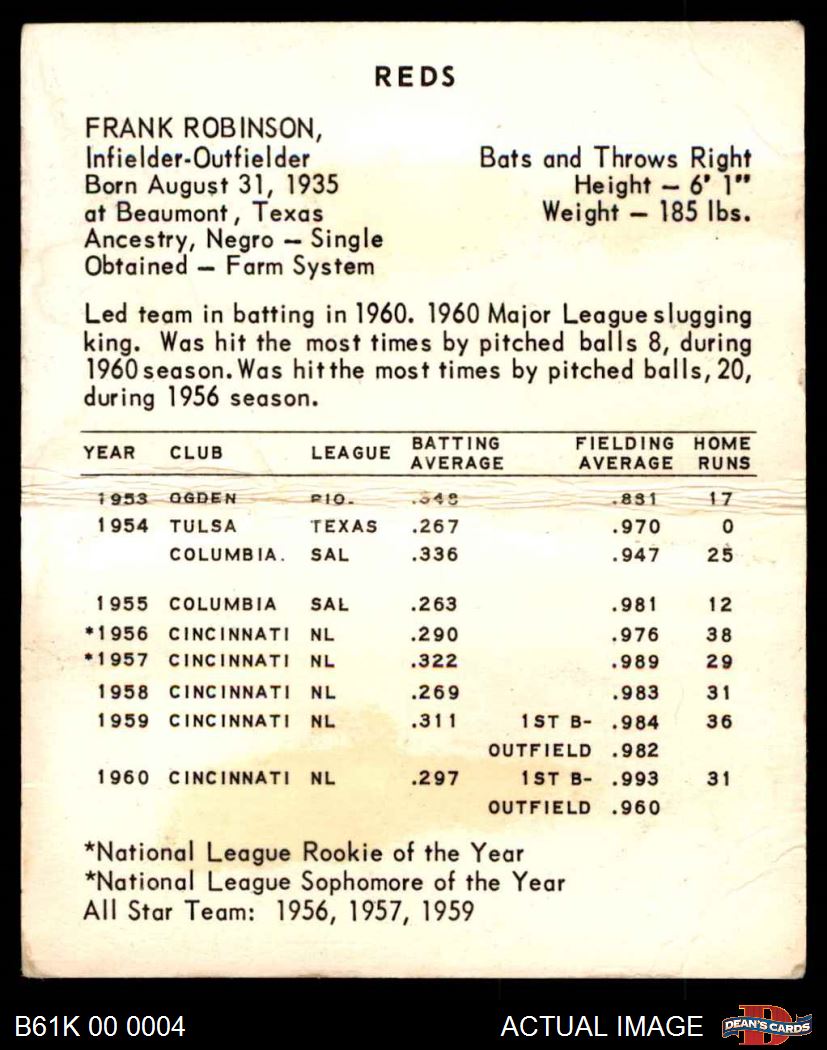 REDS
FRANK ROBINSON,
Infielder-Outfielder Bats and Throws Right
Born August 31, 1935 Height – 6' 1"
at Beaumont, Texas Weight – 185 lbs.
Ancestry, Negro – Single
Obtained – Farm System
Led team in batting in 1960. 1960 Major League slugging
king. Was hit the most times by pitched balls 8, during
1960 season. Was hit the most times by pitched balls, 20,
during 1956 season.
YEAR CLUB LEAGUE BATTING AVERAGE FIELDING AVERAGE HOME RUNS
1953 OGDEN PIO. .348 .831 17
1954 TULSA TEXAS .267 .970 0
COLUMBIA. SAL .336 .947 25
1955 COLUMBIA SAL .263 .981 12
*1956 CINCINNATI NL .290 .976 38
*1957 CINCINNATI NL .322 .989 29
1958 CINCINNATI NL .269 .983 31
1959 CINCINNATI NL .311 1ST B- .984 36
OUTFIELD .982
1960 CINCINNATI NL .297 1ST B- .993 31
OUTFIELD .960
*National League Rookie of the Year
*National League Sophomore of the Year
All Star Team: 1956, 1957, 1959
B61K 00 0004 ACTUAL IMAGE DEAN'S CARDS